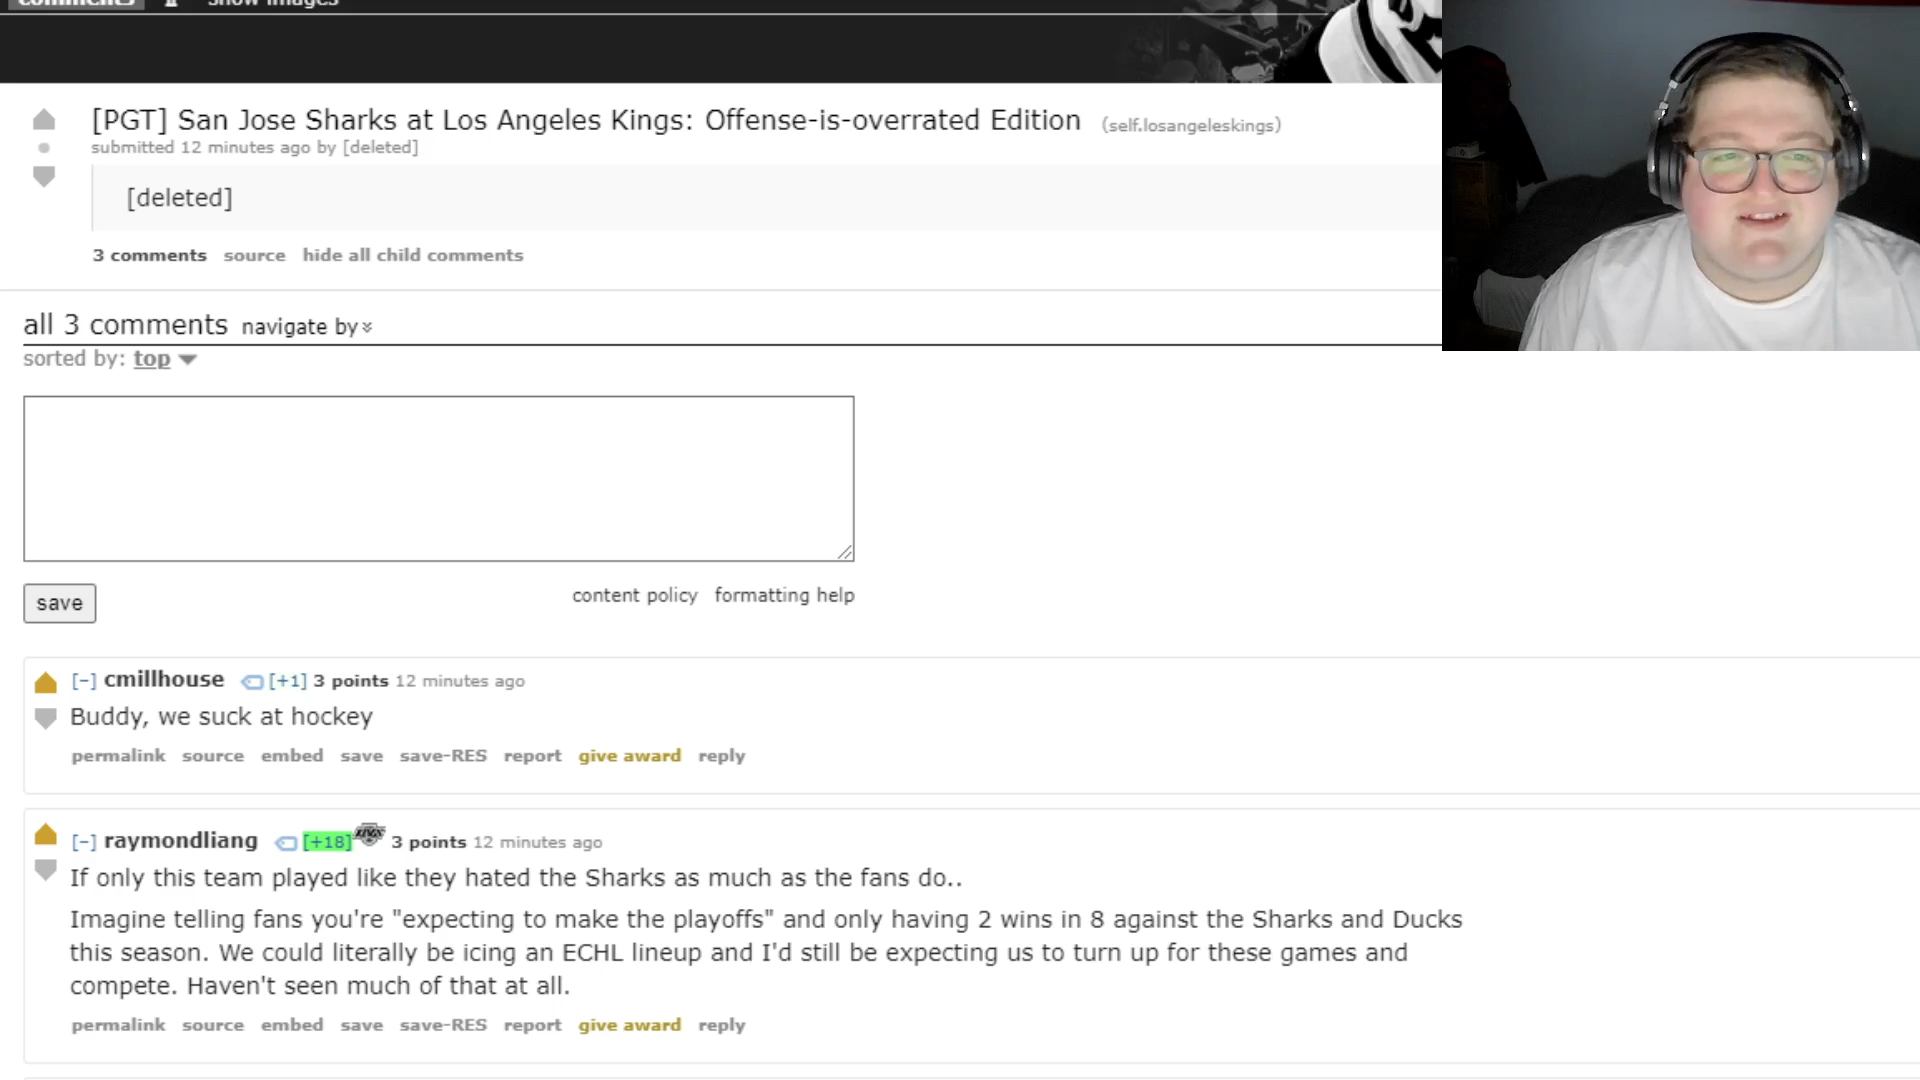 comments show images
[PGT] San Jose Sharks at Los Angeles Kings: Offense-is-overrated Edition (self.losangeleskings)
submitted 12 minutes ago by [deleted]
[deleted]
3 comments source hide all child comments
all 3 comments navigate by
sorted by: top
save content policy formatting help
[-] cmillhouse [+1] 3 points 12 minutes ago
Buddy, we suck at hockey
permalink source embed save save-RES report give award reply
[-] raymondliang [+18] KINGS 3 points 12 minutes ago
If only this team played like they hated the Sharks as much as the fans do..
Imagine telling fans you're "expecting to make the playoffs" and only having 2 wins in 8 against the Sharks and Ducks
this season. We could literally be icing an ECHL lineup and I'd still be expecting us to turn up for these games and
compete. Haven't seen much of that at all.
permalink source embed save save-RES report give award reply